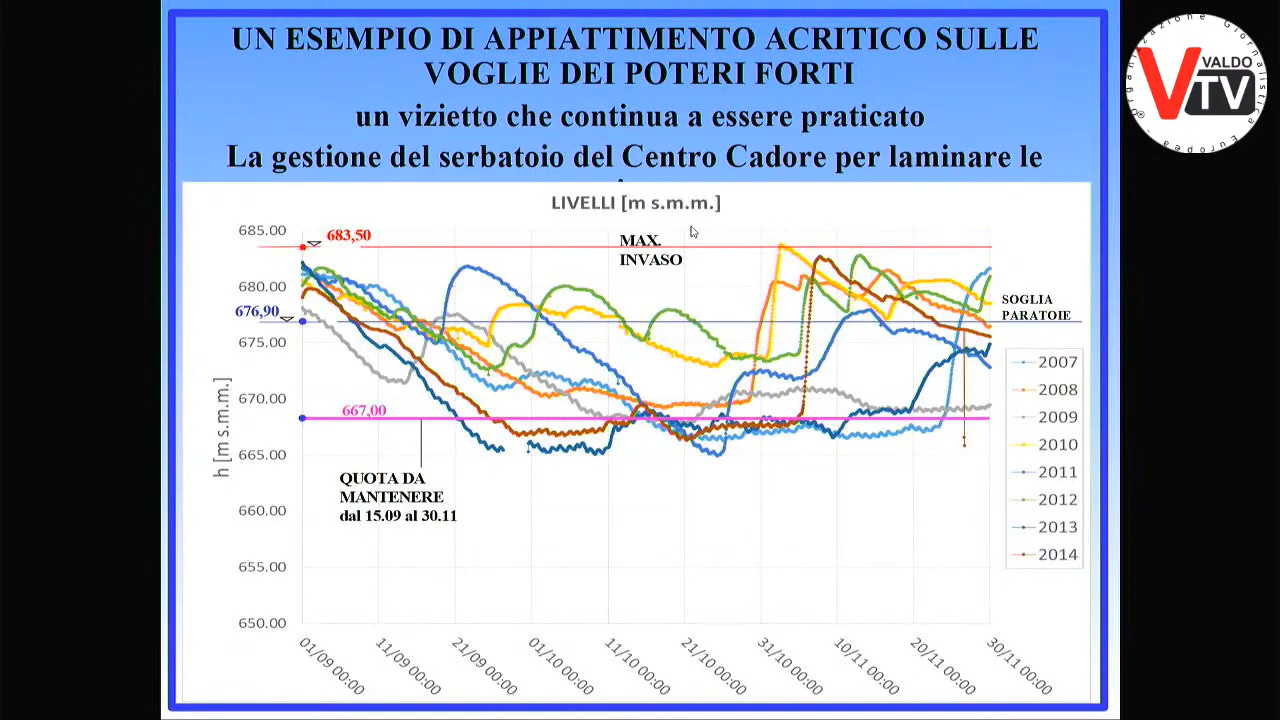 UN ESEMPIO DI APPIATTIMENTO ACRITICO SULLE
VOGLIE DEI POTERI FORTI
un vizietto che continua a essere praticato
La gestione del serbatoio del Centro Cadore per laminare le
LIVELLI [m s.m.m.]
685.00
680.00
675.00
670.00
665.00
660.00
655.00
650.00
h [m s.m.m.]
683,50
MAX.
INVASO
676,90
SOGLIA
PARATOIE
667,00
QUOTA DA
MANTENERE
dal 15.09 al 30.11
2007
2008
2009
2010
2011
2012
2013
2014
01/09 00:00
11/09 00:00
21/09 00:00
01/10 00:00
11/10 00:00
21/10 00:00
31/10 00:00
10/11 00:00
20/11 00:00
30/11 00:00
VALDO
VTV
Organizzazione Giornalistica Europea